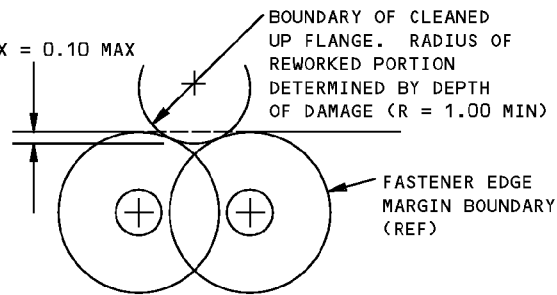 BOUNDARY OF CLEANED
UP FLANGE. RADIUS OF
REWORKED PORTION
DETERMINED BY DEPTH
OF DAMAGE (R = 1.00 MIN)
X = 0.10 MAX
FASTENER EDGE
MARGIN BOUNDARY
(REF)